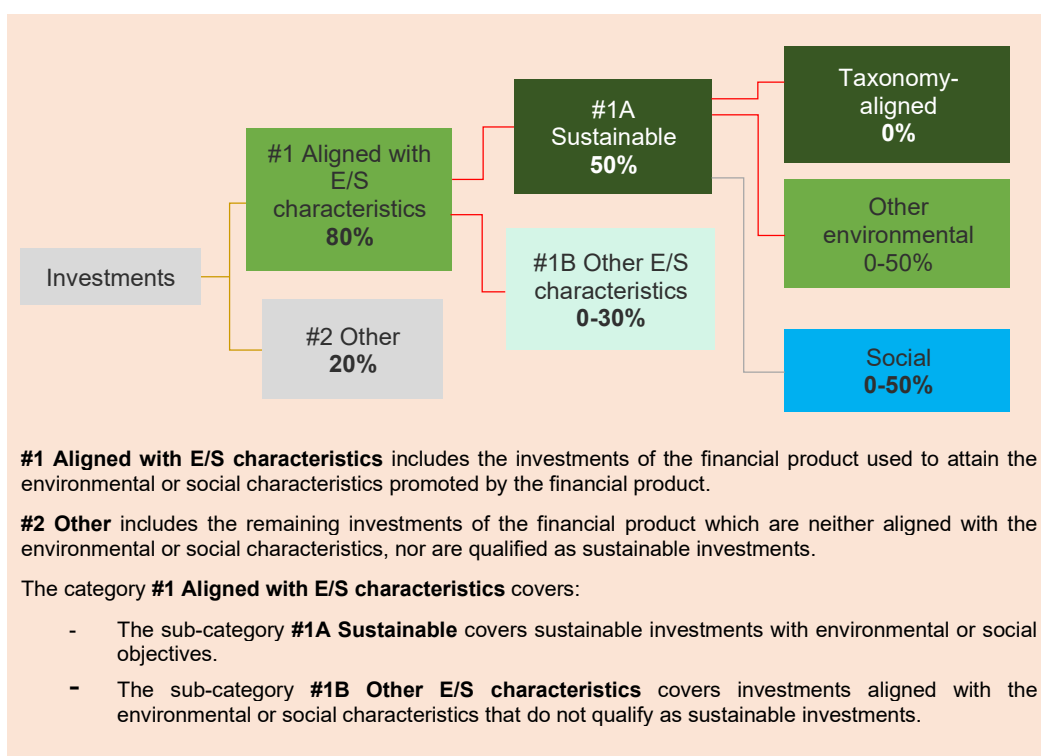 Investments
#1 Aligned with
E/S
characteristics
80%
#2 Other
20%
#1A
Sustainable
50%
#1B Other E/S
characteristics
0-30%
Taxonomy-
aligned
0%
Other
environmental
0-50%
Social
0-50%
#1 Aligned with E/S characteristics includes the investments of the financial product used to attain the
environmental or social characteristics promoted by the financial product.
#2 Other includes the remaining investments of the financial product which are neither aligned with the
environmental or social characteristics, nor are qualified as sustainable investments.
The category #1 Aligned with E/S characteristics covers:
- The sub-category #1A Sustainable covers sustainable investments with environmental or social
objectives.
- The sub-category #1B Other E/S characteristics covers investments aligned with the
environmental or social characteristics that do not qualify as sustainable investments.